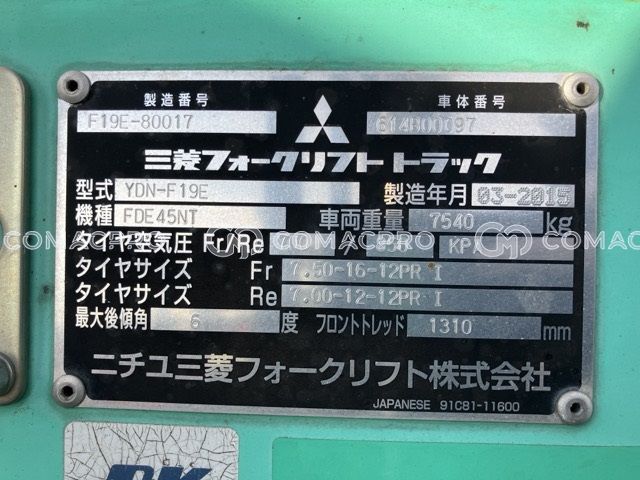 製造番号 車体番号
F19E-80017 614B00097
三菱フォークリフトトラック
型式 YDN-F19E 製造年月 03-2015
機種 FDE45NT 車両重量 7540 kg
COMACPRO COMACPRO COMACPRO
タイヤ空気圧 Fr/Re
タイヤサイズ Fr 7.50-16-12PR I
タイヤサイズ Re 7.00-12-12PR I
最大後傾角 6 度 フロントトレッド 1310 mm
ニチユ三菱フォークリフト株式会社
JAPANESE 91C81-11600